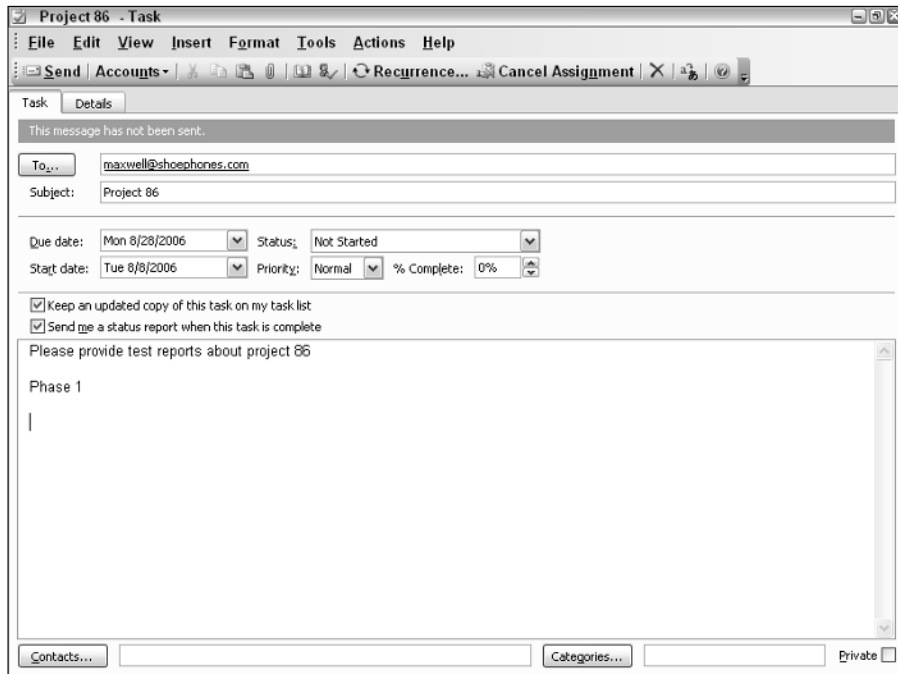 Project 86 - Task
File Edit View Insert Format Tools Actions Help
Send Accounts Recurrence... Cancel Assignment
Task Details
This message has not been sent.
To... maxwell@shoephones.com
Subject: Project 86
Due date: Mon 8/28/2006 Status: Not Started
Start date: Tue 8/8/2006 Priority: Normal % Complete: 0%
Keep an updated copy of this task on my task list
Send me a status report when this task is complete
Please provide test reports about project 86
Phase 1
Contacts... Categories... Private